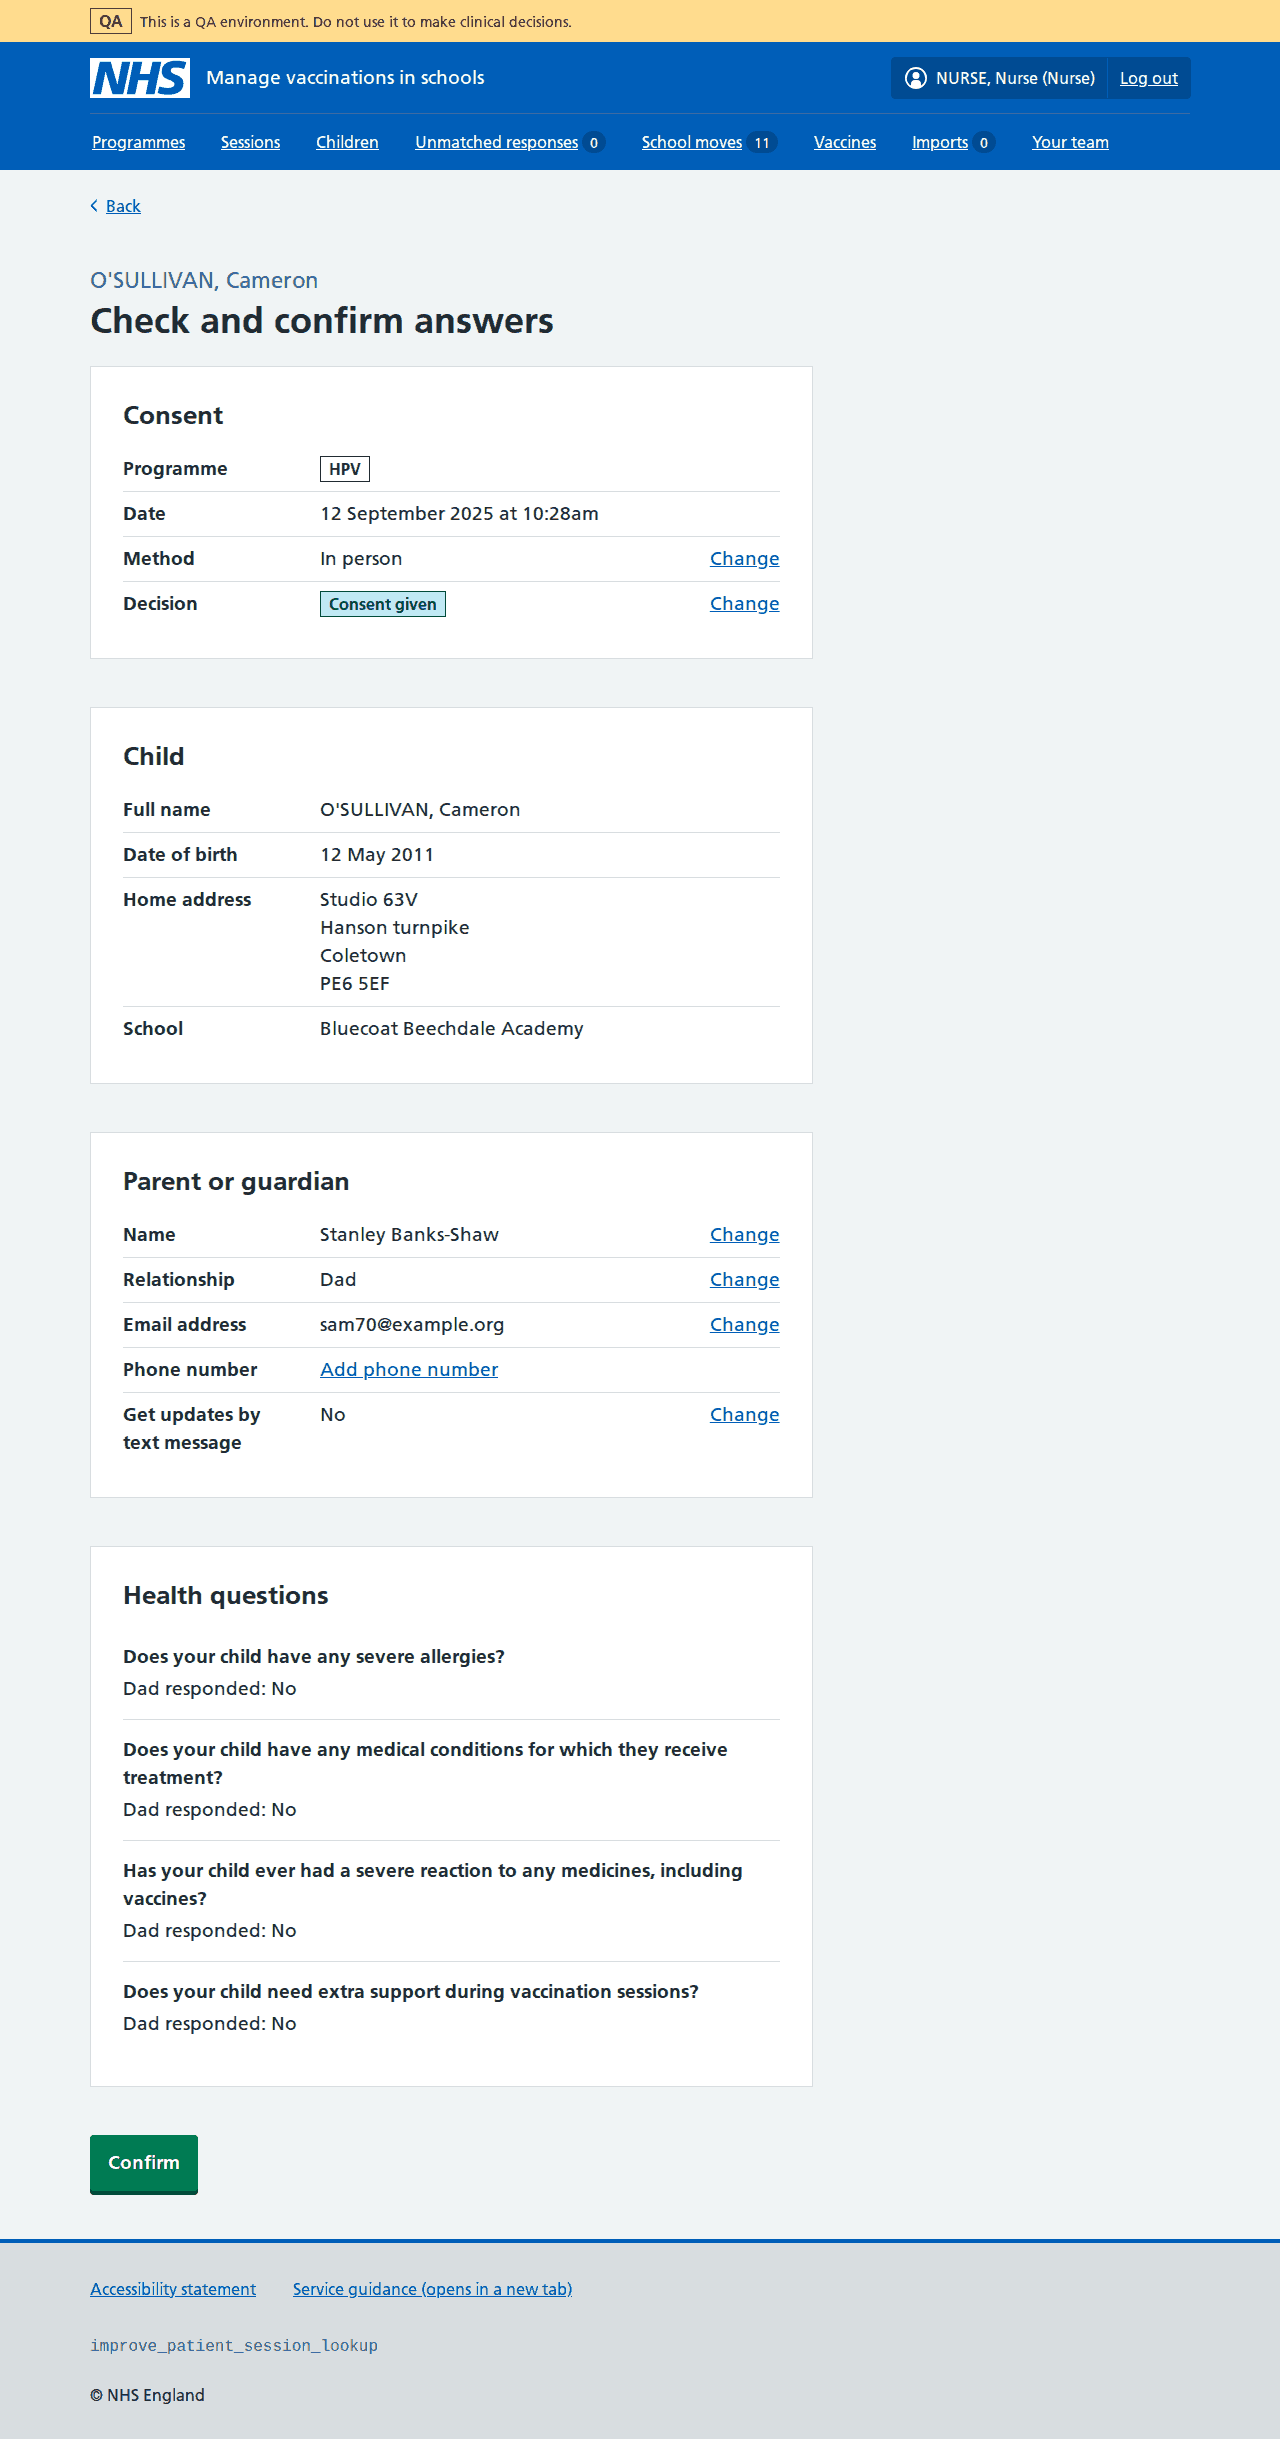 QA This is a QA environment. Do not use it to make clinical decisions.
NHS Manage vaccinations in schools NURSE, Nurse (Nurse) Log out
Programmes Sessions Children Unmatched responses 0 School moves 11 Vaccines Imports 0 Your team
Back
O'SULLIVAN, Cameron
Check and confirm answers
Consent
Programme HPV
Date 12 September 2025 at 10:28am
Method In person Change
Decision Consent given Change
Child
Full name O'SULLIVAN, Cameron
Date of birth 12 May 2011
Home address Studio 63V
Hanson turnpike
Coletown
PE6 5EF
School Bluecoat Beechdale Academy
Parent or guardian
Name Stanley Banks-Shaw Change
Relationship Dad Change
Email address sam70@example.org Change
Phone number Add phone number
Get updates by No Change
text message
Health questions
Does your child have any severe allergies?
Dad responded: No
Does your child have any medical conditions for which they receive
treatment?
Dad responded: No
Has your child ever had a severe reaction to any medicines, including
vaccines?
Dad responded: No
Does your child need extra support during vaccination sessions?
Dad responded: No
Confirm
Accessibility statement Service guidance (opens in a new tab)
improve_patient_session_lookup
© NHS England